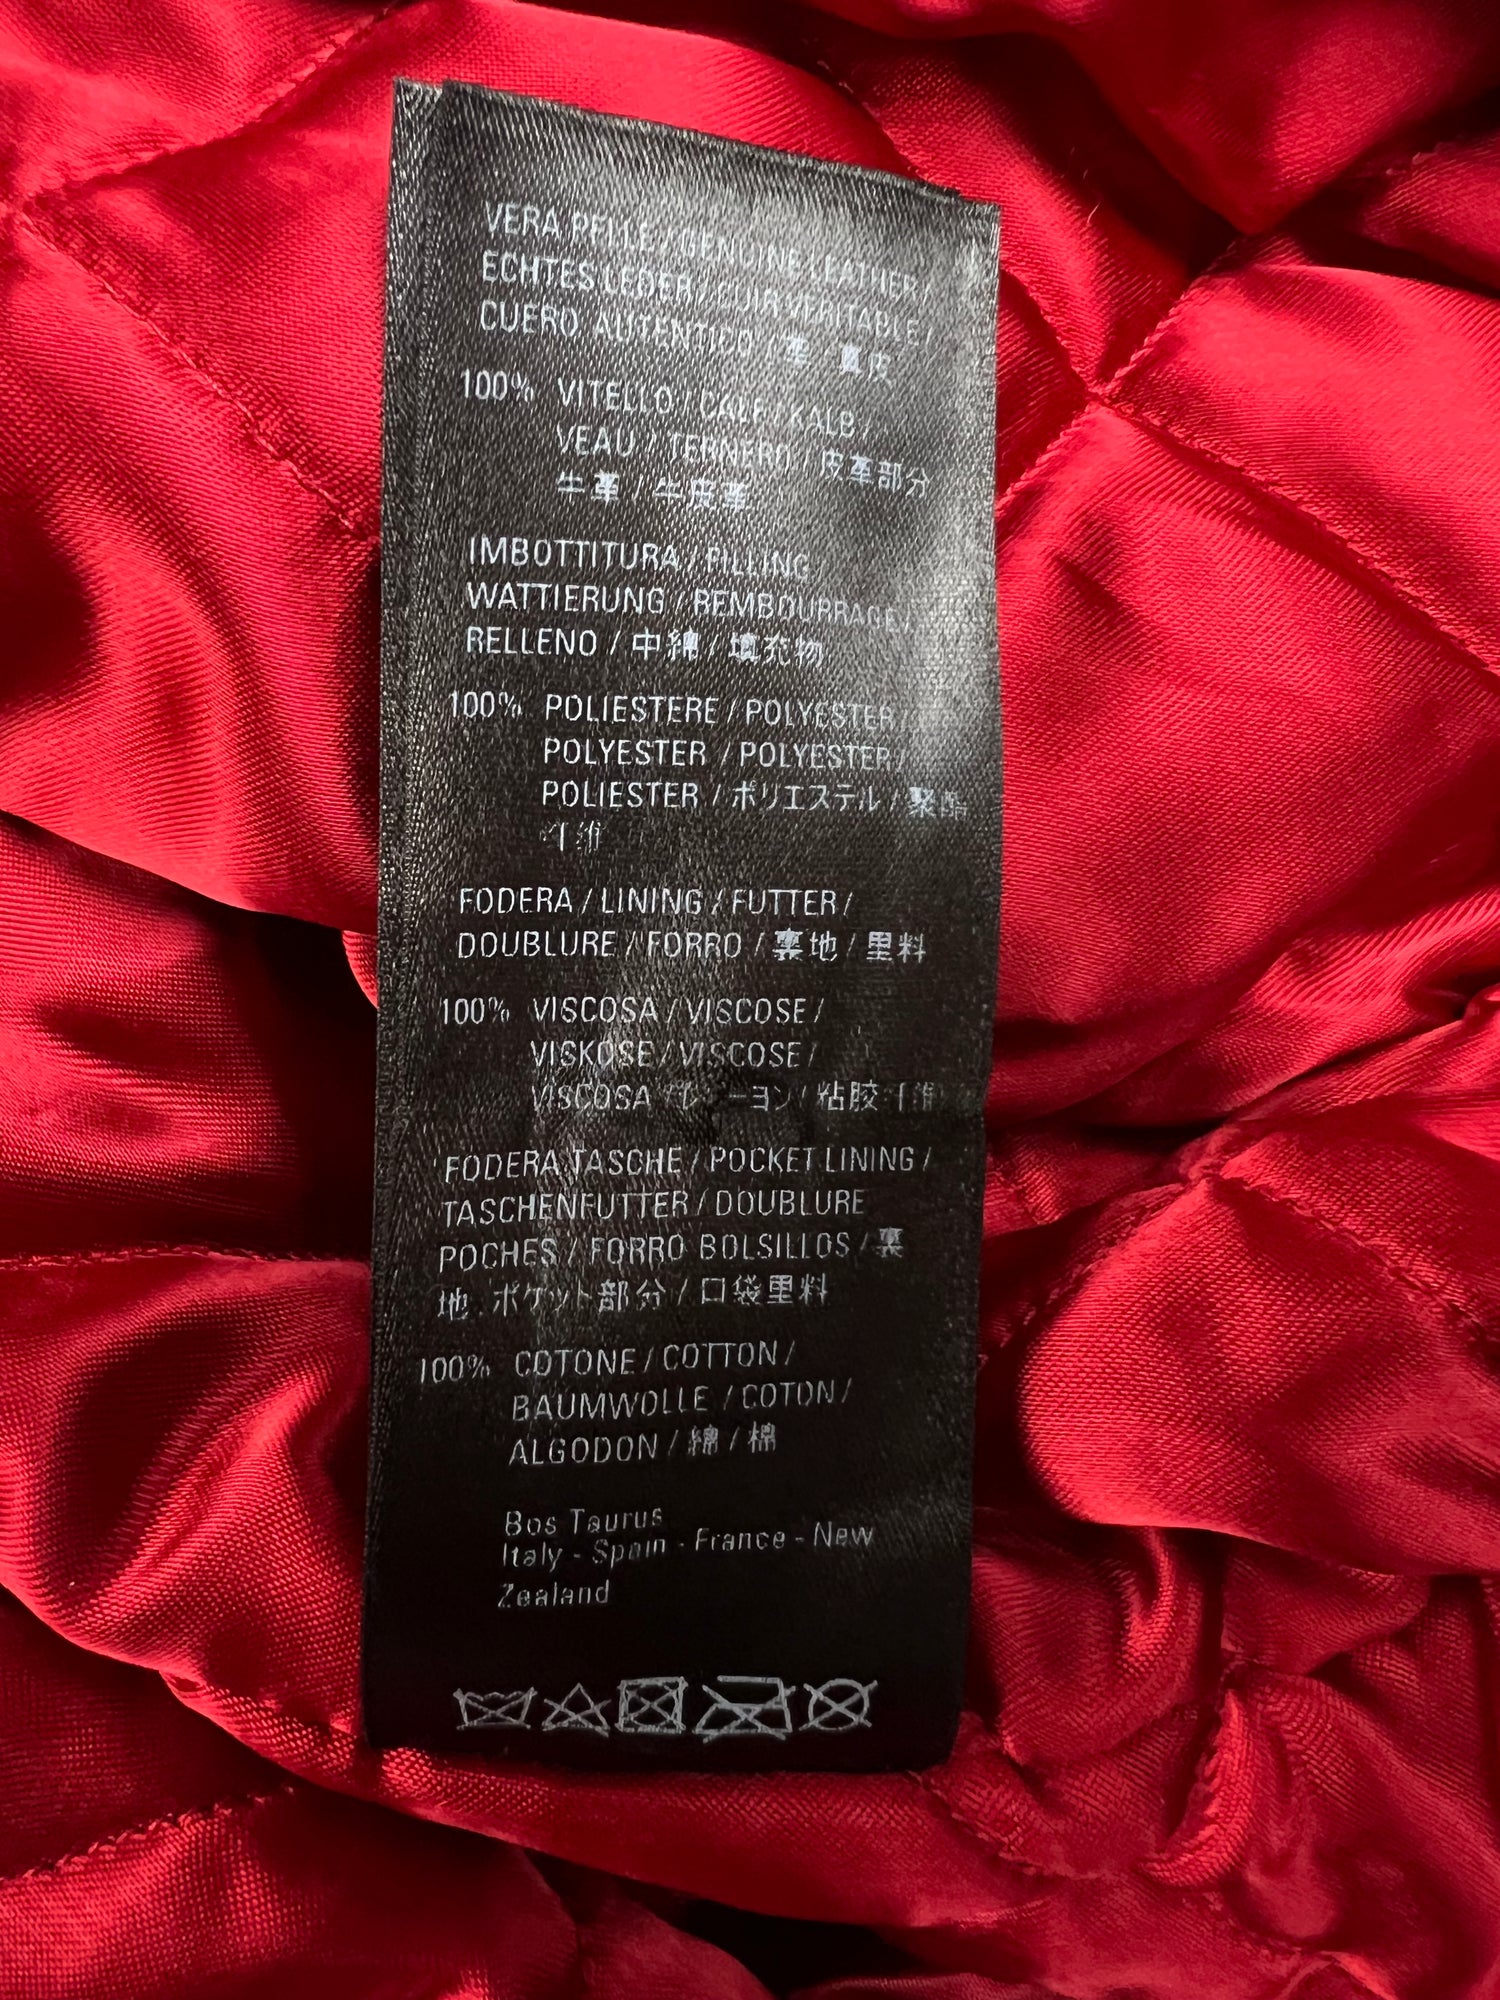 VERA PELLE / GENUINE LEATHER /
ECHTES LEDER / CUIR VERITABLE /
CUERO AUTENTICO / 革 / 真皮
100% VITELLO / CALF / KALB /
VEAU / TERNERO / 皮革部分
牛革 / 牛皮革
IMBOTTITURA / FILLING
WATTIERUNG / REMBOURRAGE /
RELLENO / 中綿 / 填充物
100% POLIESTERE / POLYESTER /
POLYESTER / POLYESTER /
POLIESTER / ポリエステル / 聚酯
FODERA / LINING / FUTTER /
DOUBLURE / FORRO / 裏地 / 里料
100% VISCOSA / VISCOSE /
VISKOSE / VISCOSE /
VISCOSA / レーヨン / 粘胶纤维
FODERA TASCHE / POCKET LINING /
TASCHENFUTTER / DOUBLURE
POCHES / FORRO BOLSILLOS / 裏
地 ポケット部分 / 口袋里料
100% COTONE / COTTON /
BAUMWOLLE / COTON /
ALGODON / 綿 / 棉
Bos Taurus
Italy - Spain - France - New
Zealand